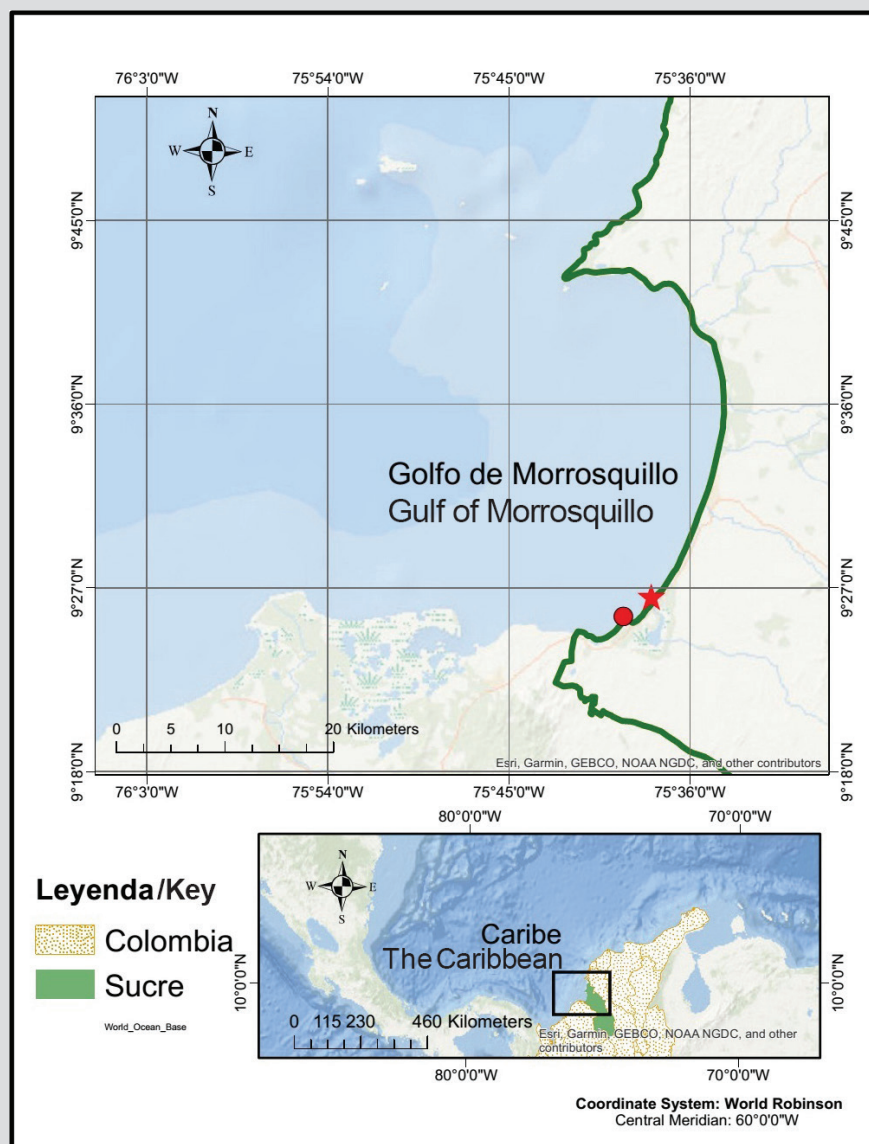 76°3'0"W 75°54'0"W 75°45'0"W 75°36'0"W
N
W E
S
9°45'0"N 9°45'0"N
9°36'0"N 9°36'0"N
Golfo de Morrosquillo
Gulf of Morrosquillo
9°27'0"N 9°27'0"N
0 5 10 20 Kilometers
Esri, Garmin, GEBCO, NOAA NGDC, and other contributors
9°18'0"N 9°18'0"N
76°3'0"W 75°54'0"W 75°45'0"W 75°36'0"W
80°0'0"W 70°0'0"W
N
W E
S
Leyenda/Key
Colombia
Sucre
World_Ocean_Base
Caribe
The Caribbean
10°0'0"N 10°0'0"N
0 115 230 460 Kilometers
Esri, Garmin, GEBCO, NOAA NGDC, and other
contributors
80°0'0"W 70°0'0"W
Coordinate System: World Robinson
Central Meridian: 60°0'0"W